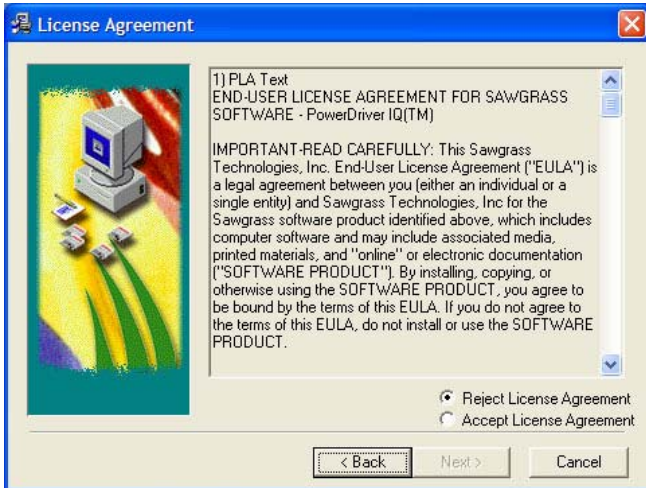 License Agreement
1) PLA Text
END-USER LICENSE AGREEMENT FOR SAWGRASS
SOFTWARE - PowerDriver IQ(TM)
IMPORTANT-READ CAREFULLY: This Sawgrass
Technologies, Inc. End-User License Agreement ("EULA") is
a legal agreement between you (either an individual or a
single entity) and Sawgrass Technologies, Inc for the
Sawgrass software product identified above, which includes
computer software and may include associated media,
printed materials, and "online" or electronic documentation
("SOFTWARE PRODUCT"). By installing, copying, or
otherwise using the SOFTWARE PRODUCT, you agree to
be bound by the terms of this EULA. If you do not agree to
the terms of this EULA, do not install or use the SOFTWARE
PRODUCT.
Reject License Agreement
Accept License Agreement
< Back Next > Cancel